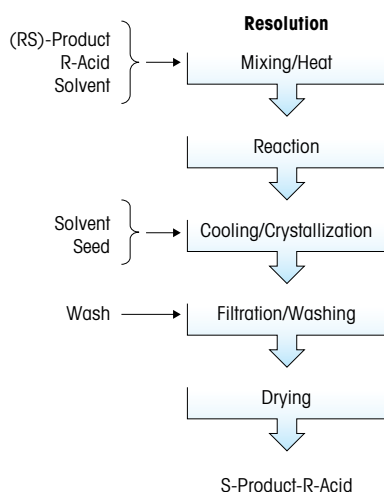 Resolution
(RS)-Product
R-Acid
Solvent
Mixing/Heat
Reaction
Solvent
Seed
Cooling/Crystallization
Wash
Filtration/Washing
Drying
S-Product-R-Acid